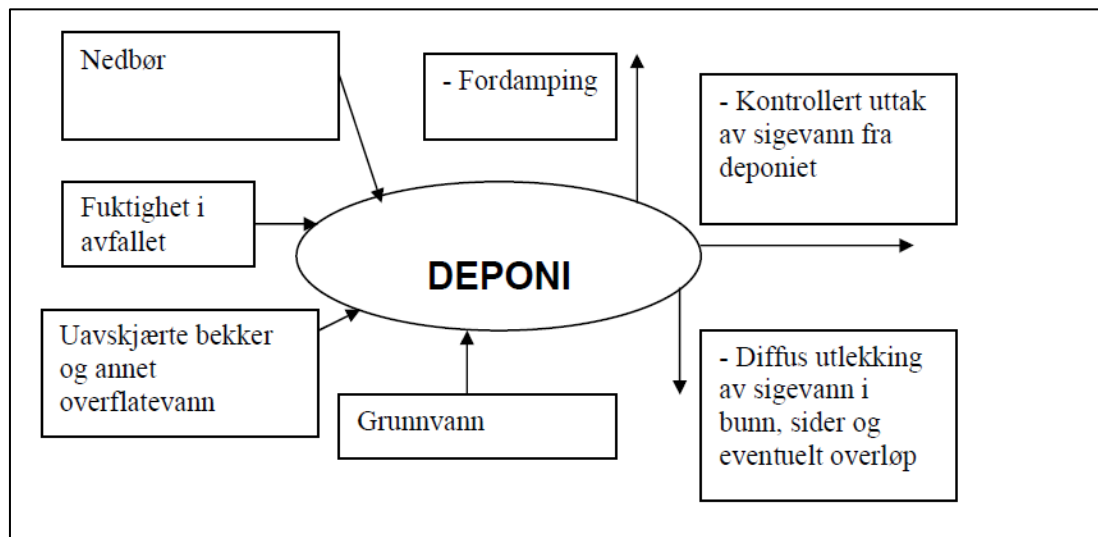 Nedbør
- Fordamping
- Kontrollert uttak
av sigevann fra
deponiet
Fuktighet i
avfallet
DEPONI
Uavskjærte bekker
og annet
overflatevann
Grunnvann
- Diffus utlekking
av sigevann i
bunn, sider og
eventuelt overløp